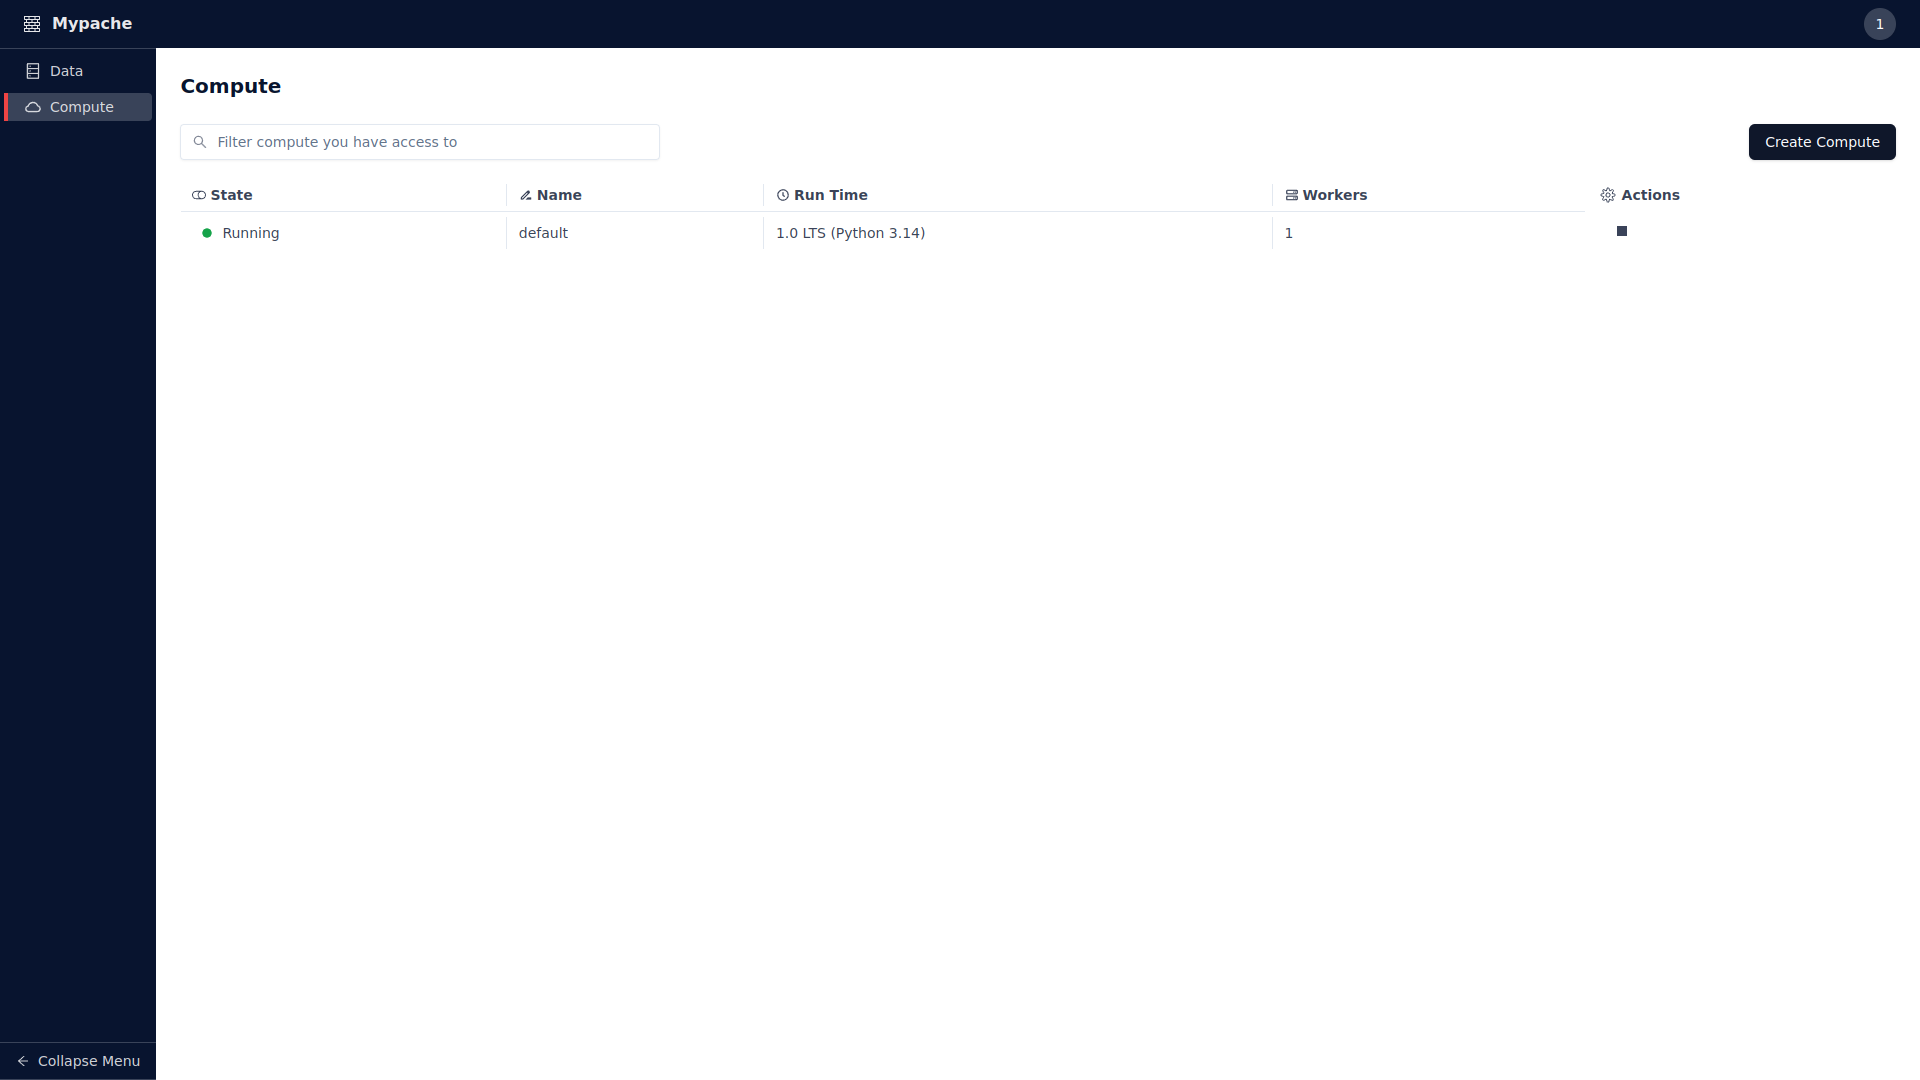 Mypache
1
Data
Compute
Compute
Filter compute you have access to
Create Compute
State Name Run Time Workers Actions
Running default 1.0 LTS (Python 3.14) 1
Collapse Menu